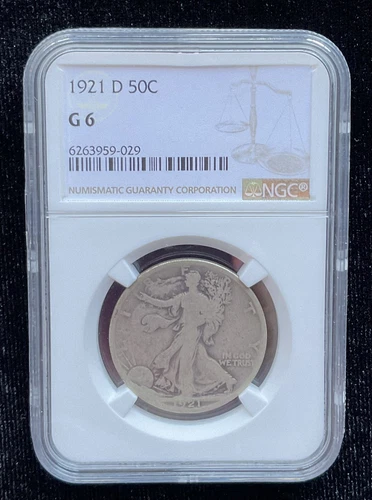 1921 D 50C
G 6
6263959-029
NUMISMATIC GUARANTY CORPORATION NGC®
L I B E R T Y
IN GOD
WE TRUST
1921